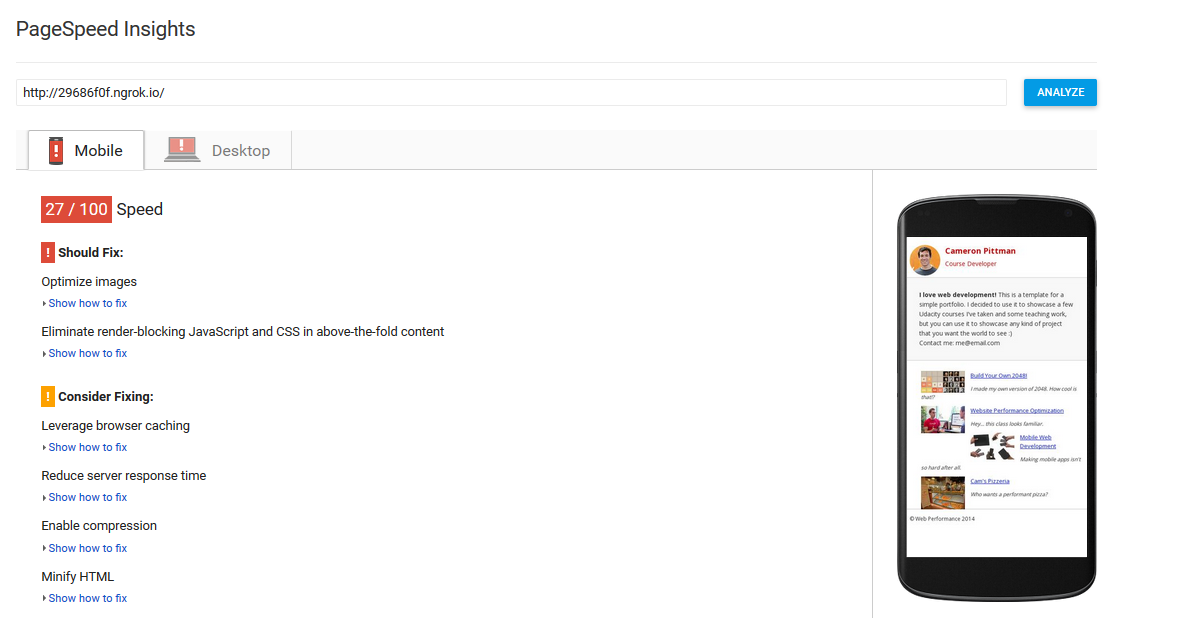 PageSpeed Insights
http://29686f0f.ngrok.io/
ANALYZE
Mobile
Desktop
27 / 100 Speed
! Should Fix:
Optimize images
Show how to fix
Eliminate render-blocking JavaScript and CSS in above-the-fold content
Show how to fix
! Consider Fixing:
Leverage browser caching
Show how to fix
Reduce server response time
Show how to fix
Enable compression
Show how to fix
Minify HTML
Show how to fix
Cameron Pittman
Course Developer
I love web development! This is a template for a
simple portfolio. I decided to use it to showcase a few
Udacity courses I've taken and some teaching work,
but you can use it to showcase any kind of project
that you want the world to see :)
Contact me: me@email.com
Build Your Own 2048!
I made my own version of 2048. How cool is
that!?
Website Performance Optimization
Hey... this class looks familiar.
Mobile Web
Development
Making mobile apps isn't
so hard after all.
Cam's Pizzeria
Who wants a performant pizza?
© Web Performance 2014